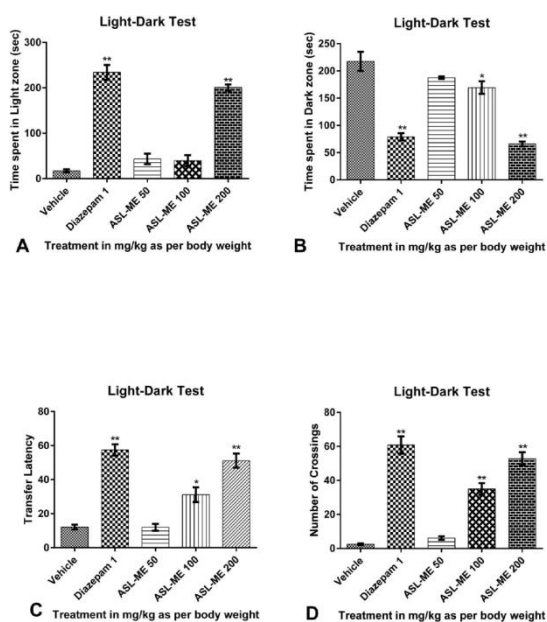 Light-Dark Test
Time spent in Light zone (sec)
300
200
100
0
**
**
Vehicle
Diazepam 1
ASL-ME 50
ASL-ME 100
ASL-ME 200
A
Treatment in mg/kg as per body weight
Light-Dark Test
Time spent in Dark zone (sec)
250
200
150
100
50
0
**
*
**
Vehicle
Diazepam 1
ASL-ME 50
ASL-ME 100
ASL-ME 200
B
Treatment in mg/kg as per body weight
Light-Dark Test
Transfer Latency
80
60
40
20
0
**
*
**
Vehicle
Diazepam 1
ASL-ME 50
ASL-ME 100
ASL-ME 200
C
Treatment in mg/kg as per body weight
Light-Dark Test
Number of Crossings
80
60
40
20
0
**
**
**
Vehicle
Diazepam 1
ASL-ME 50
ASL-ME 100
ASL-ME 200
D
Treatment in mg/kg as per body weight